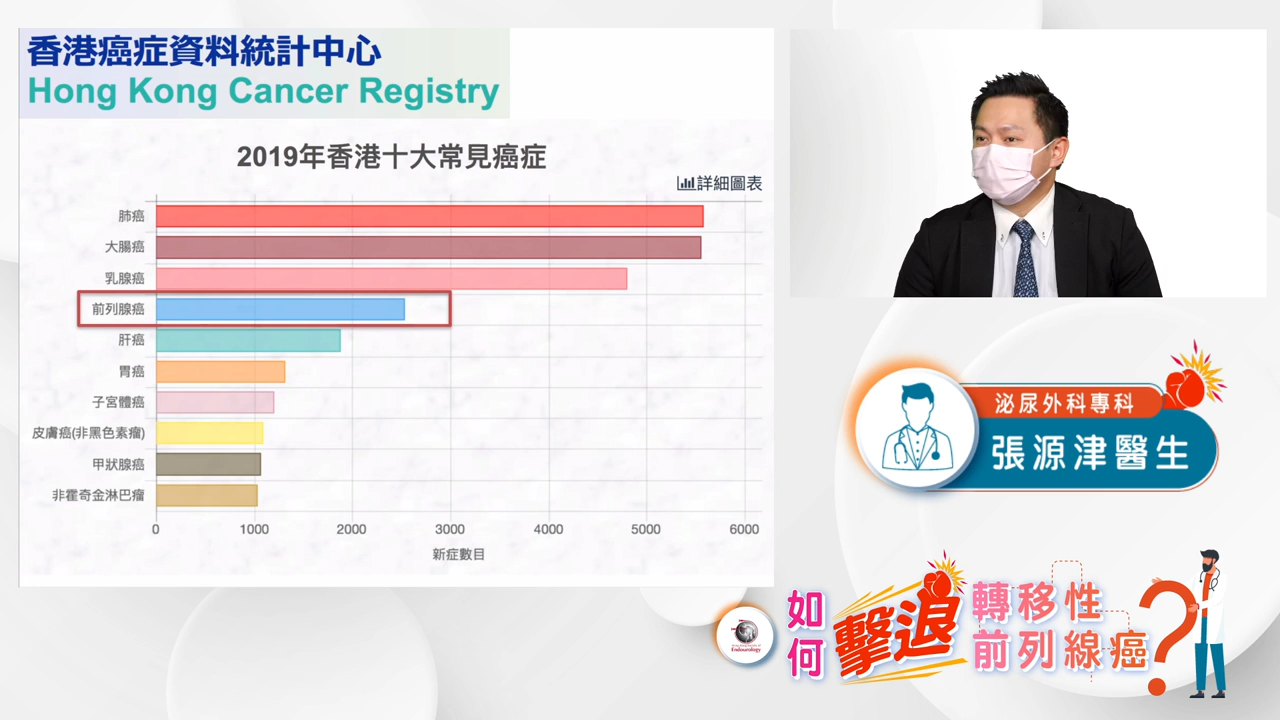 香港癌症資料統計中心
Hong Kong Cancer Registry
2019年香港十大常見癌症
詳細圖表
肺癌
大腸癌
乳腺癌
前列腺癌
肝癌
胃癌
子宮體癌
皮膚癌(非黑色素瘤)
甲狀腺癌
非霍奇金淋巴瘤
0 1000 2000 3000 4000 5000 6000
新症數目
泌尿外科專科
張源津醫生
如何擊退轉移性
前列線癌?
Endourology